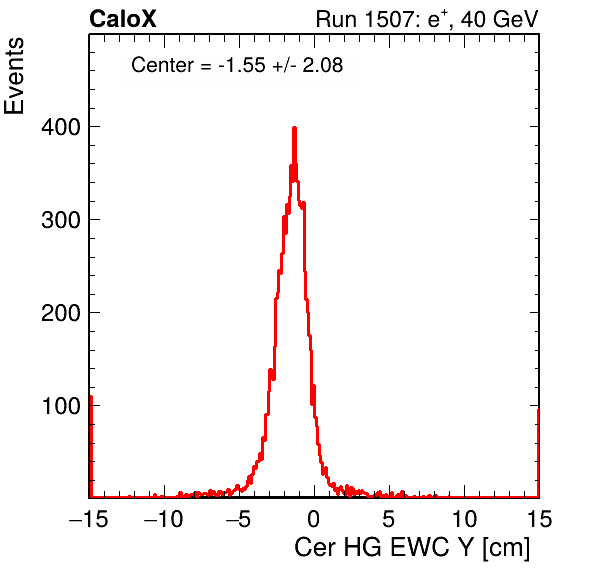 CaloX
Run 1507: e+, 40 GeV
Events
Center = -1.55 +/- 2.08
400
300
200
100
−15
−10
−5
0
5
10
15
Cer HG EWC Y [cm]